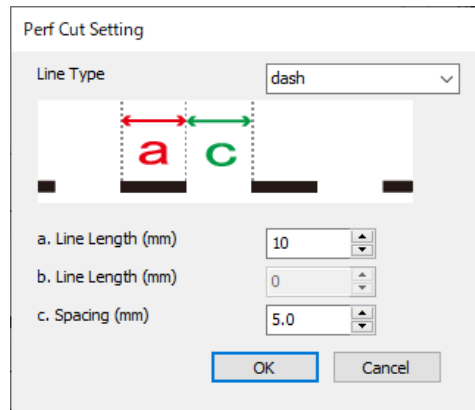 Perf Cut Setting
Line Type
dash
a
c
a. Line Length (mm)
10
b. Line Length (mm)
0
c. Spacing (mm)
5.0
OK
Cancel